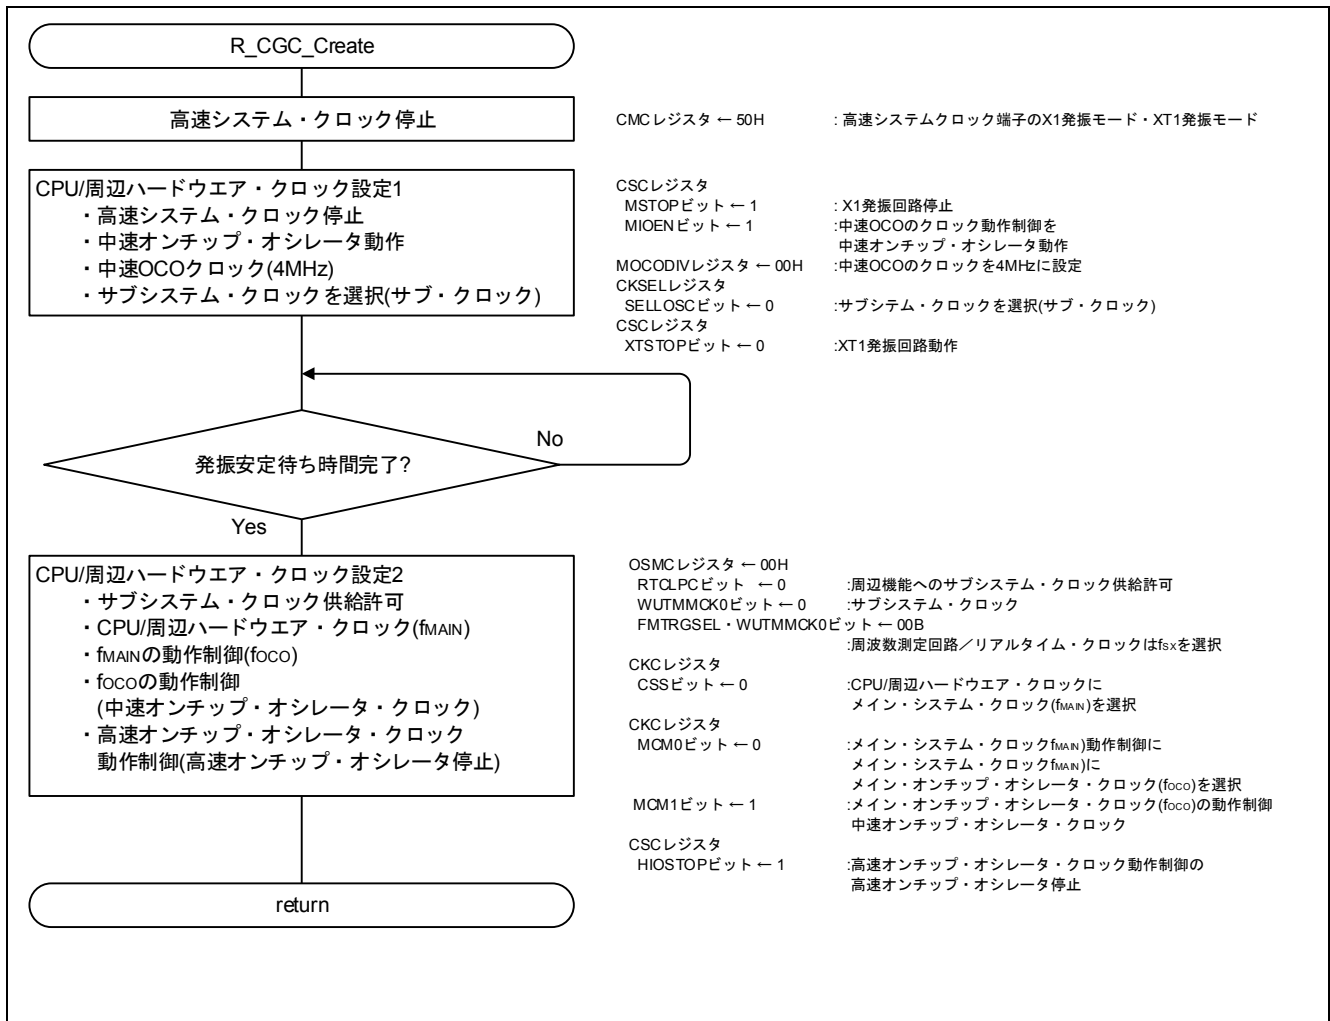 R_CGC_Create
高速システム・クロック停止
CMCレジスタ ← 50H : 高速システムクロック端子のX1発振モード・XT1発振モード
CPU/周辺ハードウエア・クロック設定1
・高速システム・クロック停止
・中速オンチップ・オシレータ動作
・中速OCOクロック(4MHz)
・サブシステム・クロックを選択(サブ・クロック)
CSCレジスタ
MSTOPビット ← 1 : X1発振回路停止
MIOENビット ← 1 :中速OCOのクロック動作制御を
中速オンチップ・オシレータ動作
MOCODIVレジスタ ← 00H :中速OCOのクロックを4MHzに設定
CKSELレジスタ
SELLOSCビット ← 0 :サブシテム・クロックを選択(サブ・クロック)
CSCレジスタ
XTSTOPビット ← 0 :XT1発振回路動作
No
発振安定待ち時間完了?
Yes
CPU/周辺ハードウエア・クロック設定2
・サブシステム・クロック供給許可
・CPU/周辺ハードウエア・クロック(fMAIN)
・fMAINの動作制御(fOCO)
・fOCOの動作制御
(中速オンチップ・オシレータ・クロック)
・高速オンチップ・オシレータ・クロック
動作制御(高速オンチップ・オシレータ停止)
OSMCレジスタ ← 00H
RTCLPCビット ← 0 :周辺機能へのサブシステム・クロック供給許可
WUTMMCK0ビット ← 0 :サブシステム・クロック
FMTRGSEL・WUTMMCK0ビット ← 00B
:周波数測定回路／リアルタイム・クロックはfSXを選択
CKCレジスタ
CSSビット ← 0 :CPU/周辺ハードウエア・クロックに
メイン・システム・クロック(fMAIN)を選択
CKCレジスタ
MCM0ビット ← 0 :メイン・システム・クロックfMAIN)動作制御に
メイン・システム・クロックfMAIN)に
メイン・オンチップ・オシレータ・クロック(fOCO)を選択
MCM1ビット ← 1 :メイン・オンチップ・オシレータ・クロック(fOCO)の動作制御
中速オンチップ・オシレータ・クロック
CSCレジスタ
HIOSTOPビット ← 1 :高速オンチップ・オシレータ・クロック動作制御の
高速オンチップ・オシレータ停止
return